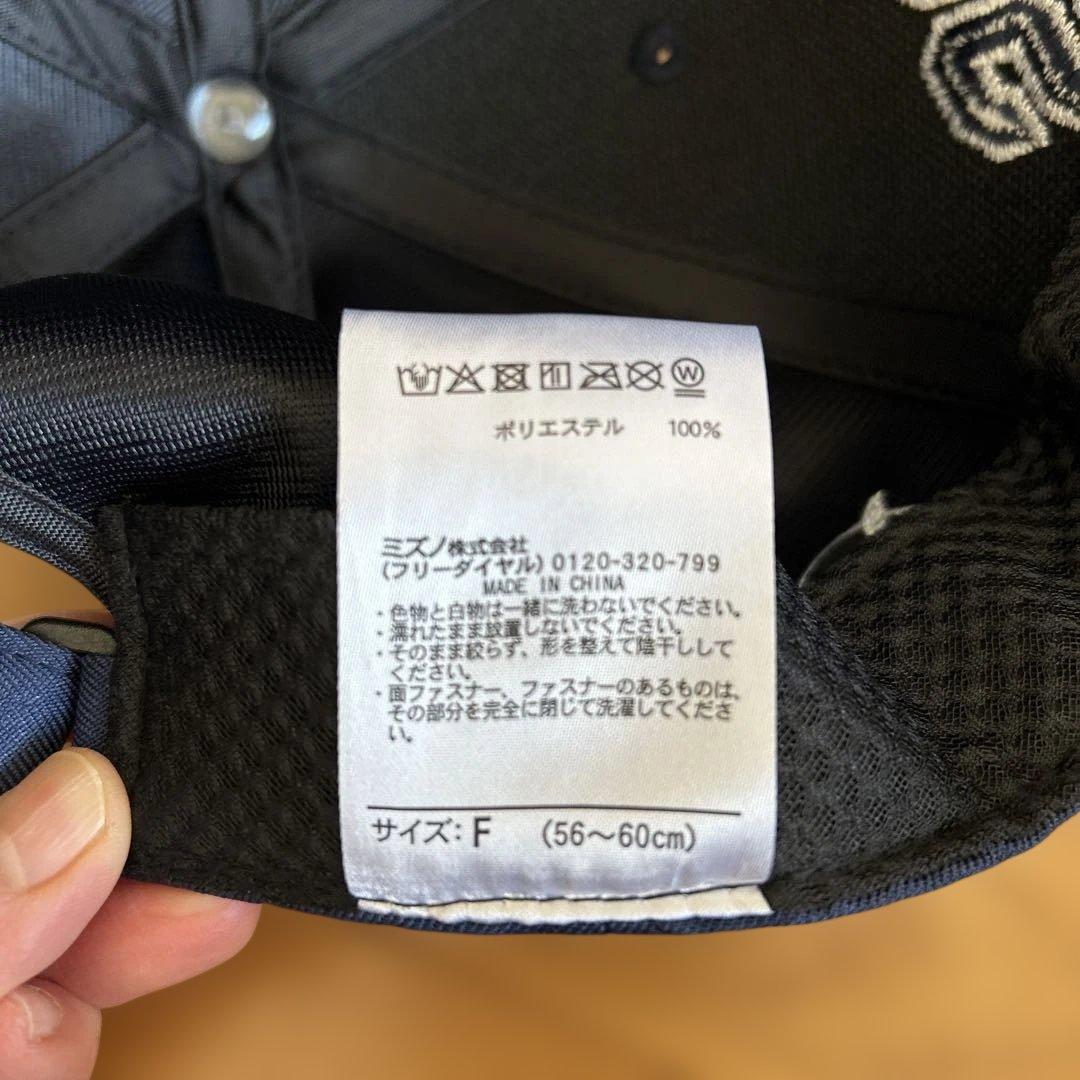 W
ポリエステル 100%
ミズノ株式会社
(フリーダイヤル) 0120-320-799
MADE IN CHINA
・色物と白物は一緒に洗わないでください。
・濡れたまま放置しないでください。
・そのまま絞らず、形を整えて陰干しして
ください。
・面ファスナー、ファスナーのあるものは、
その部分を完全に閉じて洗濯してくださ
い。
サイズ: F (56～60cm)